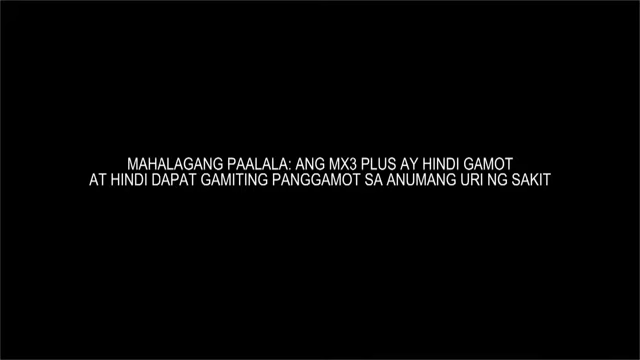 MAHALAGANG PAALALA: ANG MX3 PLUS AY HINDI GAMOT
AT HINDI DAPAT GAMITING PANGGAMOT SA ANUMANG URI NG SAKIT